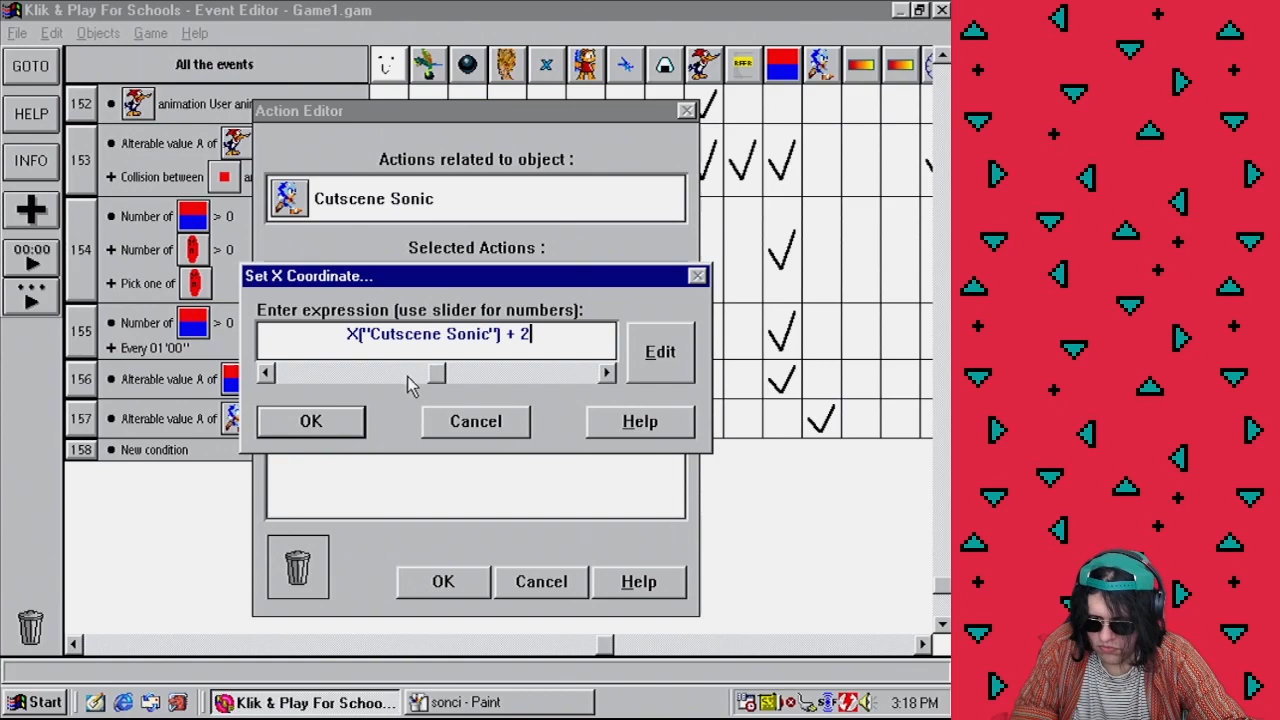 Klik & Play For Schools - Event Editor - Game1.gam
File Edit Objects Game Help
GOTO
All the events
152 • animation User ani
Action Editor
HELP
153 • Alterable value A of
+ Collision between
Actions related to object :
INFO
Cutscene Sonic
154 • Number of > 0
+ Number of > 0
+ Pick one of
Selected Actions :
00:00
Set X Coordinate...
Enter expression (use slider for numbers):
X("Cutscene Sonic") + 2
Edit
155 • Number of > 0
+ Every 01'00"
156 • Alterable value A of
OK Cancel Help
157 • Alterable value A of
158 • New condition
OK Cancel Help
Start
Klik & Play For Schoo...
sonci - Paint
3:18 PM